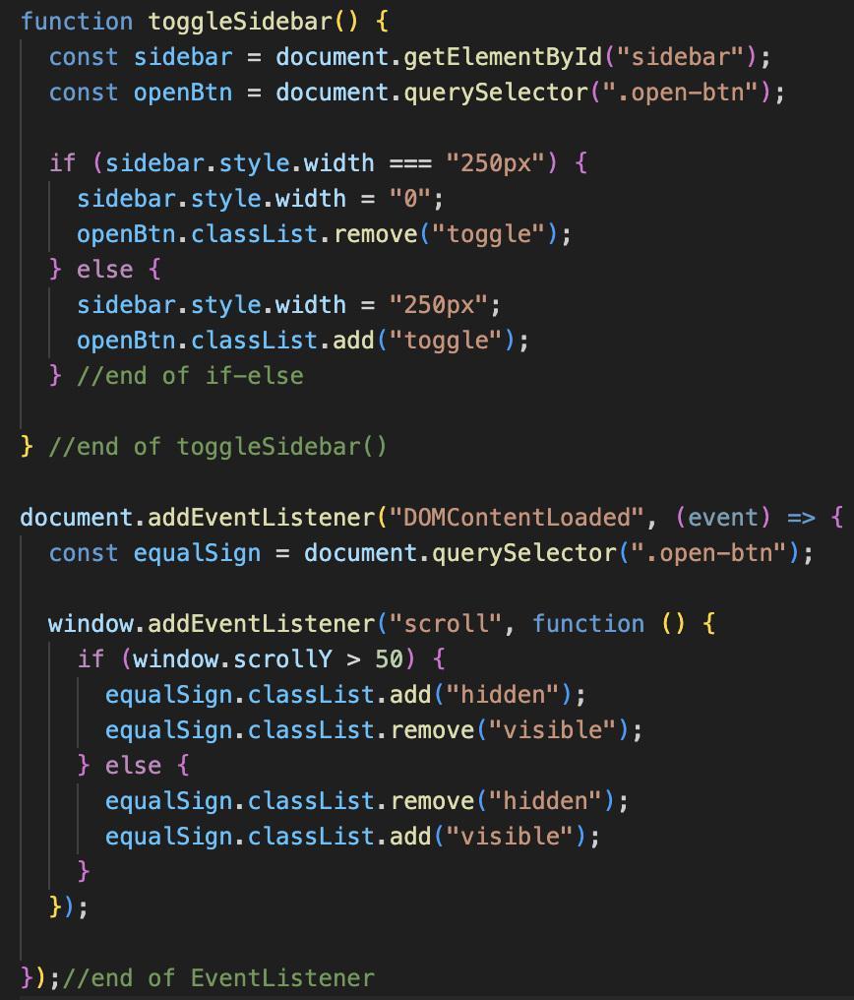 function toggleSidebar() {
  const sidebar = document.getElementById("sidebar");
  const openBtn = document.querySelector(".open-btn");

  if (sidebar.style.width === "250px") {
    sidebar.style.width = "0";
    openBtn.classList.remove("toggle");
  } else {
    sidebar.style.width = "250px";
    openBtn.classList.add("toggle");
  } //end of if-else

} //end of toggleSidebar()

document.addEventListener("DOMContentLoaded", (event) => {
  const equalSign = document.querySelector(".open-btn");

  window.addEventListener("scroll", function () {
    if (window.scrollY > 50) {
      equalSign.classList.add("hidden");
      equalSign.classList.remove("visible");
    } else {
      equalSign.classList.remove("hidden");
      equalSign.classList.add("visible");
    }
  });

});//end of EventListener